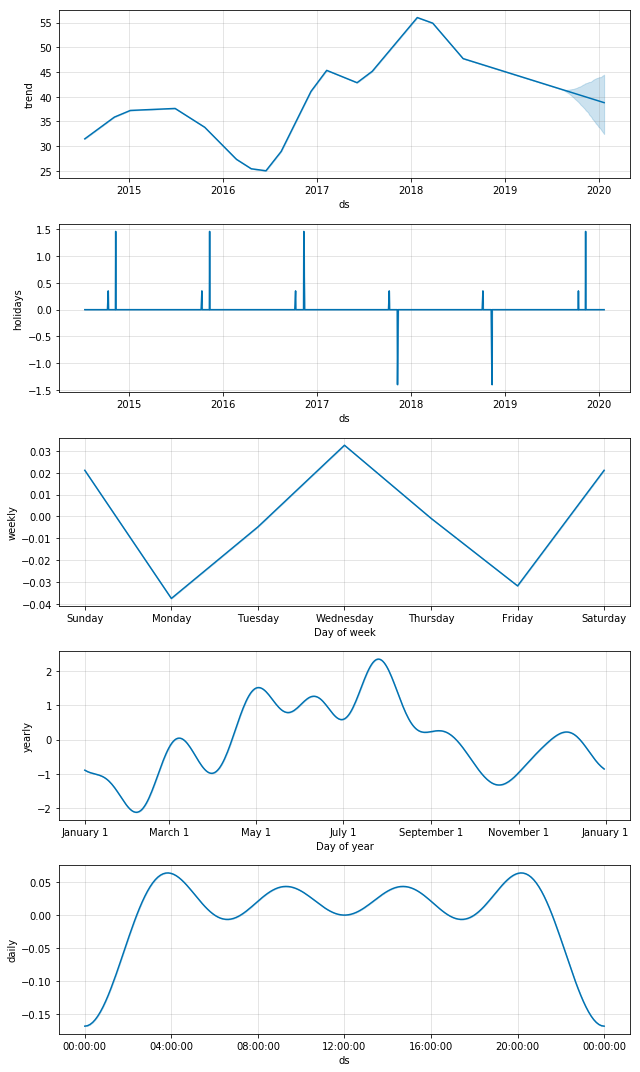 55
50
45
40
35
30
25
trend
2015 2016 2017 2018 2019 2020
ds
1.5
1.0
0.5
0.0
−0.5
−1.0
−1.5
holidays
2015 2016 2017 2018 2019 2020
ds
0.03
0.02
0.01
0.00
−0.01
−0.02
−0.03
−0.04
weekly
Sunday Monday Tuesday Wednesday Thursday Friday Saturday
Day of week
2
1
0
−1
−2
yearly
January 1 March 1 May 1 July 1 September 1 November 1 January 1
Day of year
0.05
0.00
−0.05
−0.10
−0.15
daily
00:00:00 04:00:00 08:00:00 12:00:00 16:00:00 20:00:00 00:00:00
ds